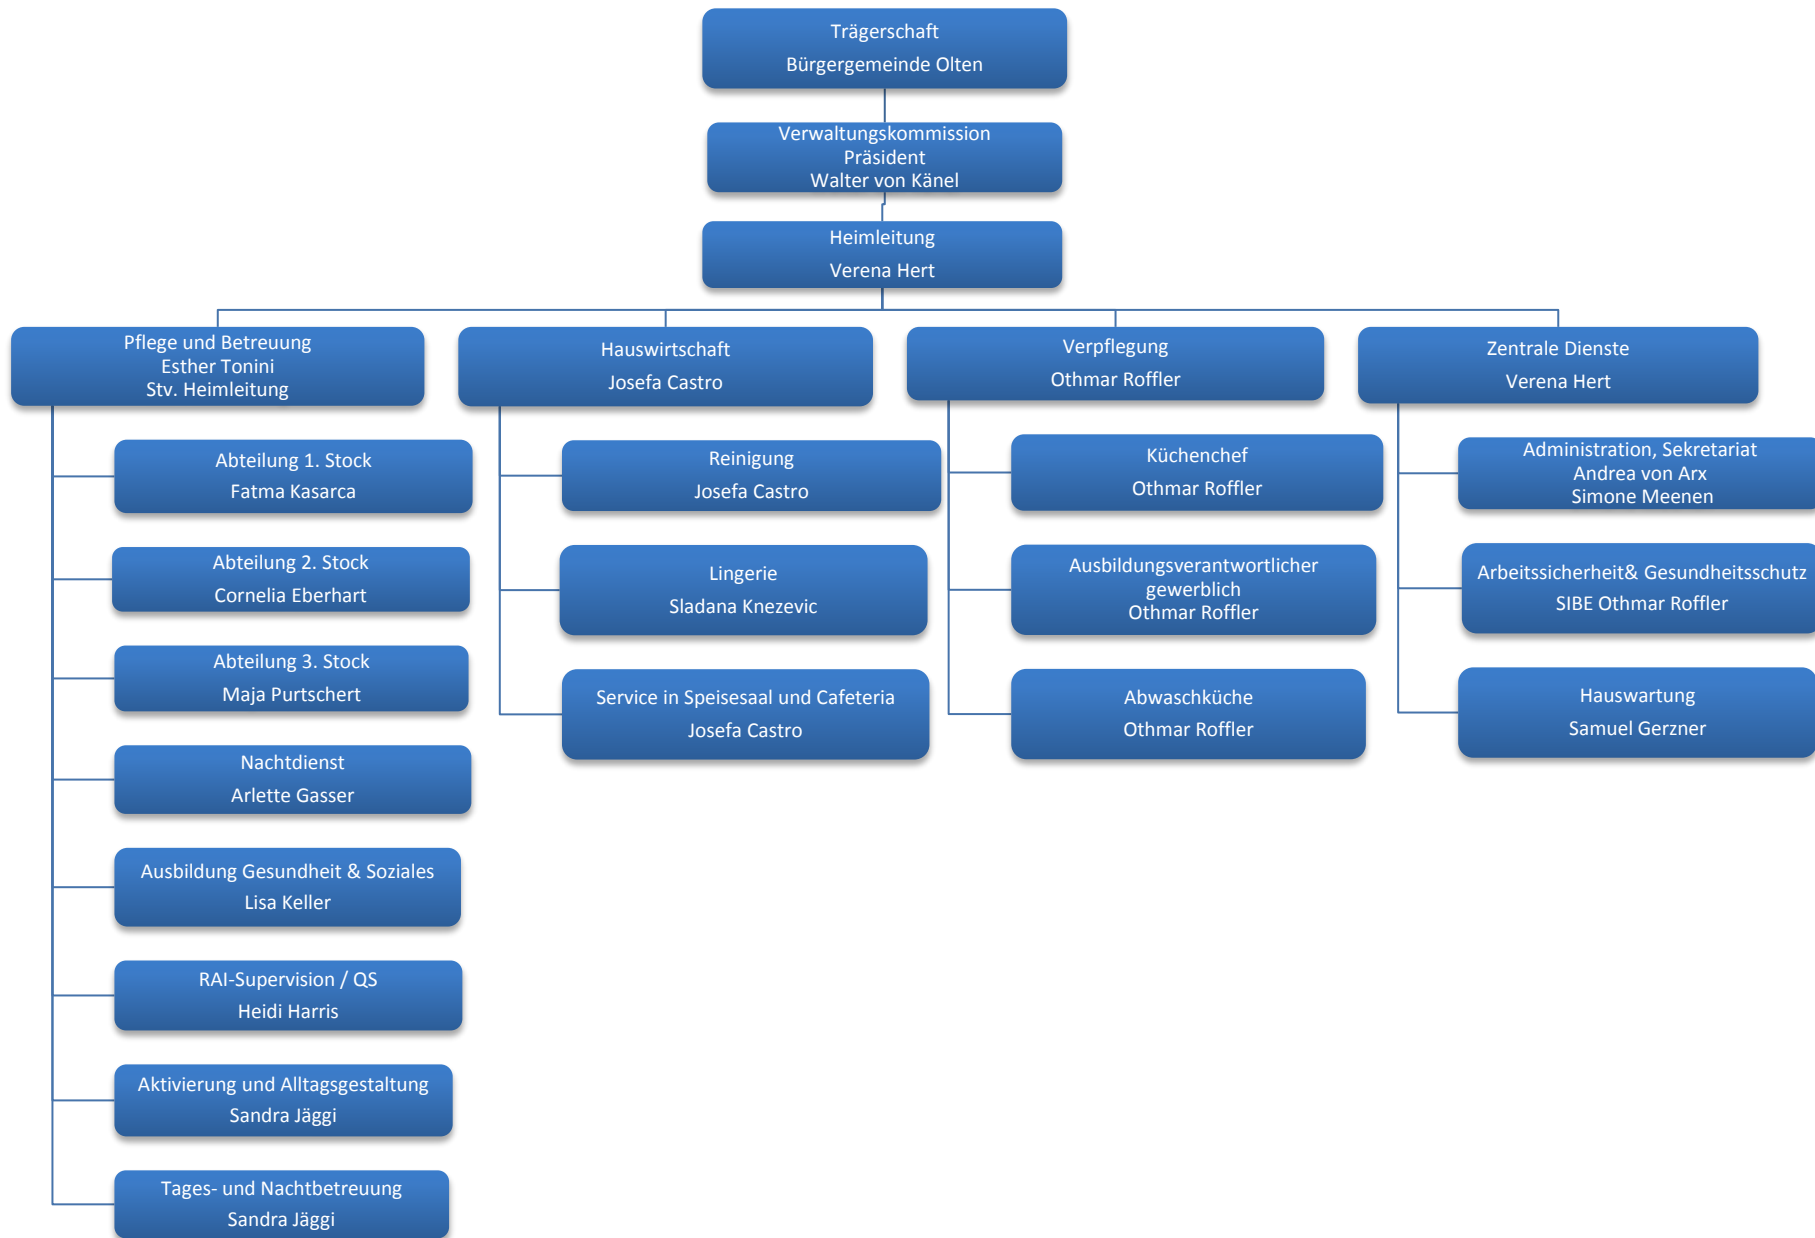 Trägerschaft
Bürgergemeinde Olten
Verwaltungskommission
Präsident
Walter von Känel
Heimleitung
Verena Hert
Pflege und Betreuung
Esther Tonini
Stv. Heimleitung
Abteilung 1. Stock
Fatma Kasarca
Abteilung 2. Stock
Cornelia Eberhart
Abteilung 3. Stock
Maja Purtschert
Nachtdienst
Arlette Gasser
Ausbildung Gesundheit & Soziales
Lisa Keller
RAI-Supervision / QS
Heidi Harris
Aktivierung und Alltagsgestaltung
Sandra Jäggi
Tages- und Nachtbetreuung
Sandra Jäggi
Hauswirtschaft
Josefa Castro
Reinigung
Josefa Castro
Lingerie
Sladana Knezevic
Service in Speisesaal und Cafeteria
Josefa Castro
Verpflegung
Othmar Roffler
Küchenchef
Othmar Roffler
Ausbildungsverantwortlicher
gewerblich
Othmar Roffler
Abwaschküche
Othmar Roffler
Zentrale Dienste
Verena Hert
Administration, Sekretariat
Andrea von Arx
Simone Meenen
Arbeitssicherheit& Gesundheitsschutz
SIBE Othmar Roffler
Hauswartung
Samuel Gerzner